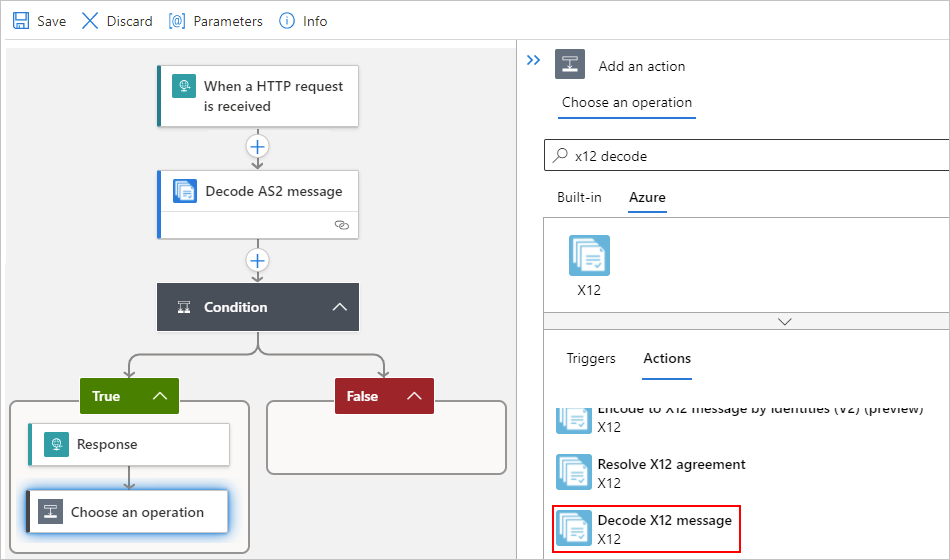 Save
Discard
[@] Parameters
Info
When a HTTP request
is received
Decode AS2 message
Condition
True
False
Response
Choose an operation
Add an action
Choose an operation
x12 decode
Built-in
Azure
X12
Triggers
Actions
Encode to X12 message by identities (V2) (preview)
X12
Resolve X12 agreement
X12
Decode X12 message
X12